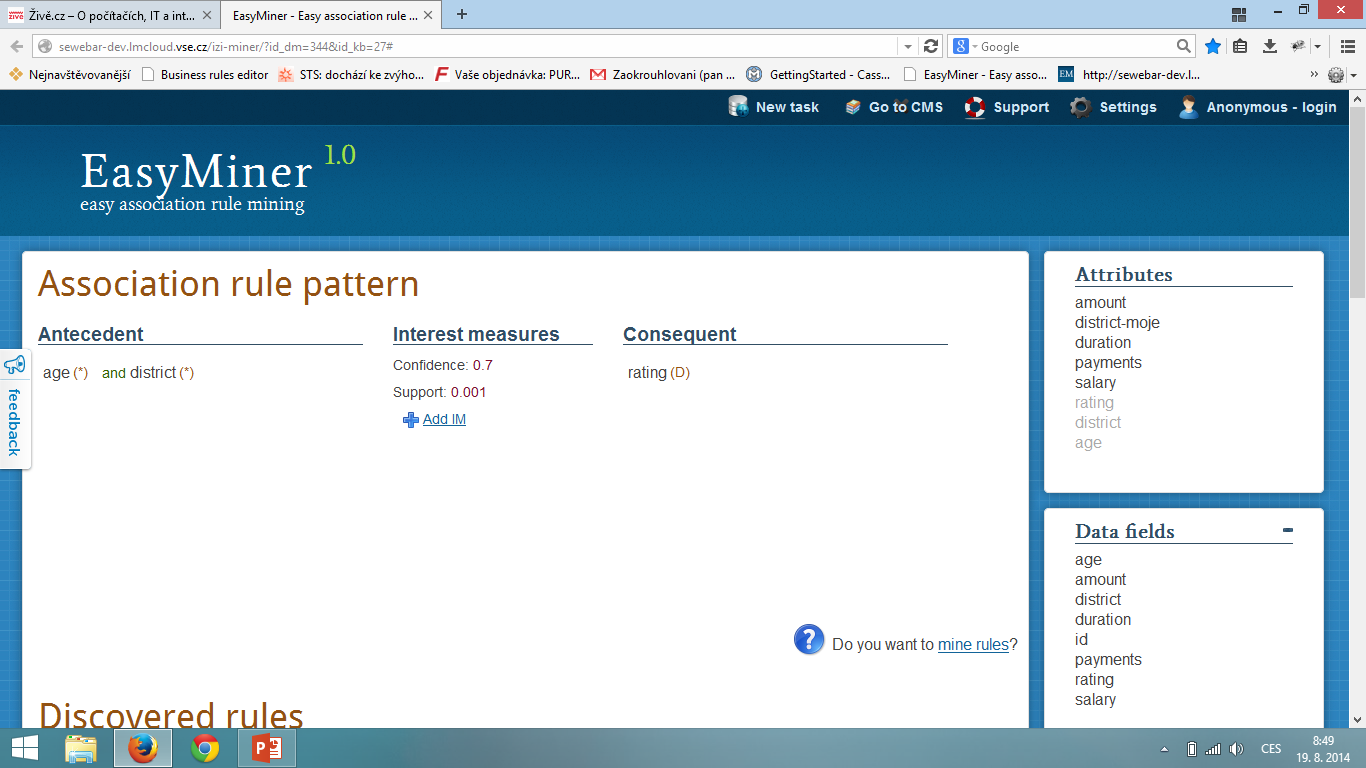 Živě.cz – O počítačích, IT a int... EasyMiner - Easy association rule ...
sewebar-dev.lmcloud.vse.cz/izi-miner/?id_dm=344&id_kb=27# Google
Nejnavštěvovanější Business rules editor STS: dochází ke zvýho... Vaše objednávka: PUR... Zaokrouhlovani (pan ... GettingStarted - Cass... EasyMiner - Easy asso... EM http://sewebar-dev.l... »
New task Go to CMS Support Settings Anonymous - login
EasyMiner 1.0
easy association rule mining
Association rule pattern
Antecedent Interest measures Consequent
age (*) and district (*)
Confidence: 0.7
Support: 0.001
Add IM
rating (D)
feedback
Do you want to mine rules?
Discovered rules
Attributes
amount
district-moje
duration
payments
salary
rating
district
age
Data fields
age
amount
district
duration
id
payments
rating
salary
CES
8:49
19. 8. 2014